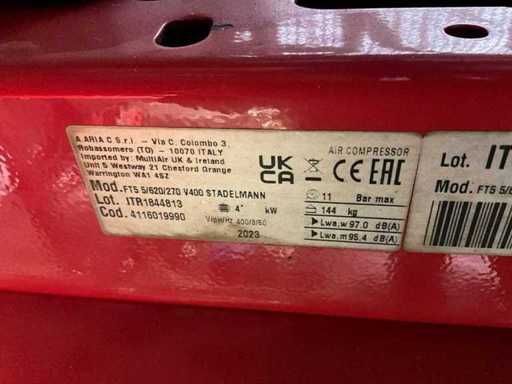 A.ARIA C S.r.l. – Via C. Colombo 3,
Robassomero (TO) – 10070 ITALY
Imported by: MultiAir UK & Ireland
Unit 5 Westway 21 Chesford Grange
Warrington WA1 4SZ
UK
CA
CE EAC
AIR COMPRESSOR
Mod. FT5 5/620/270 V400 STADELMANN
Lot. ITR1844813
Cod. 4116019990
4 kW
V/ph/Hz 400/3/50
2023
11 Bar max
144 kg
Lwa.w 97.0 dB(A)
Lwa.m 95.4 dB(A)
Lot. IT
Mod. FT5 5/6